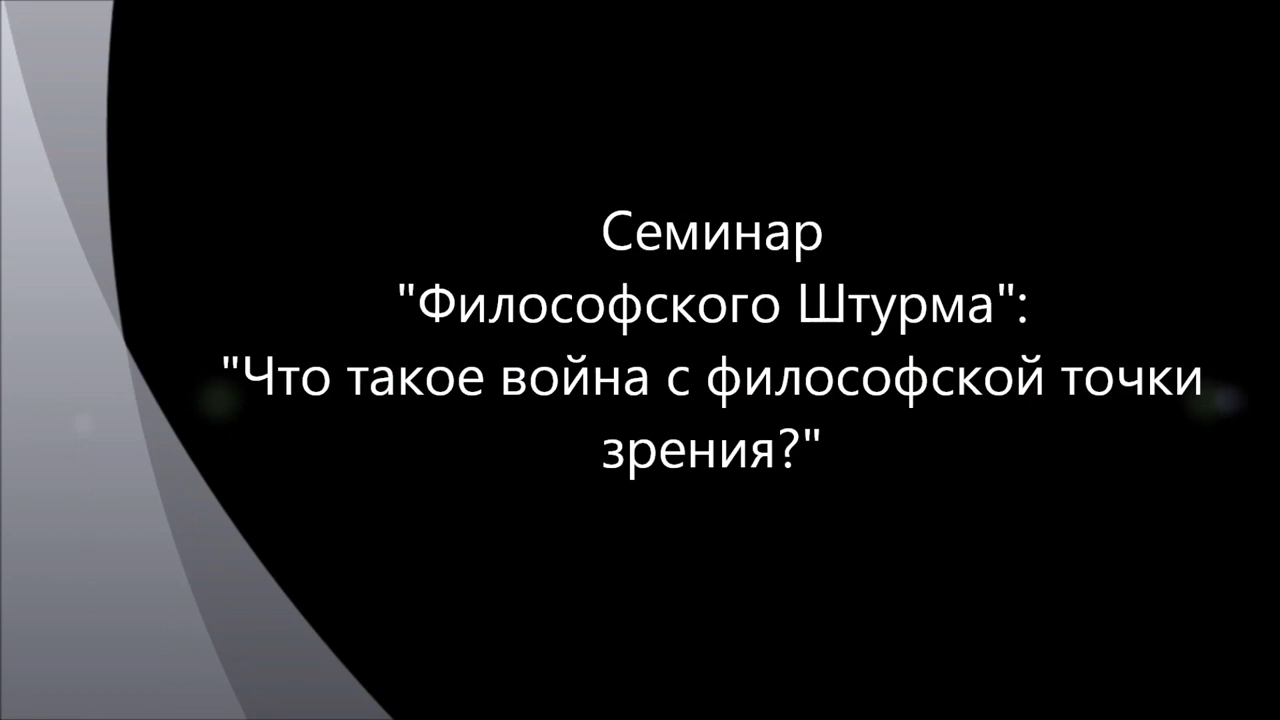 Семинар
"Философского Штурма":
"Что такое война с философской точки
зрения?"